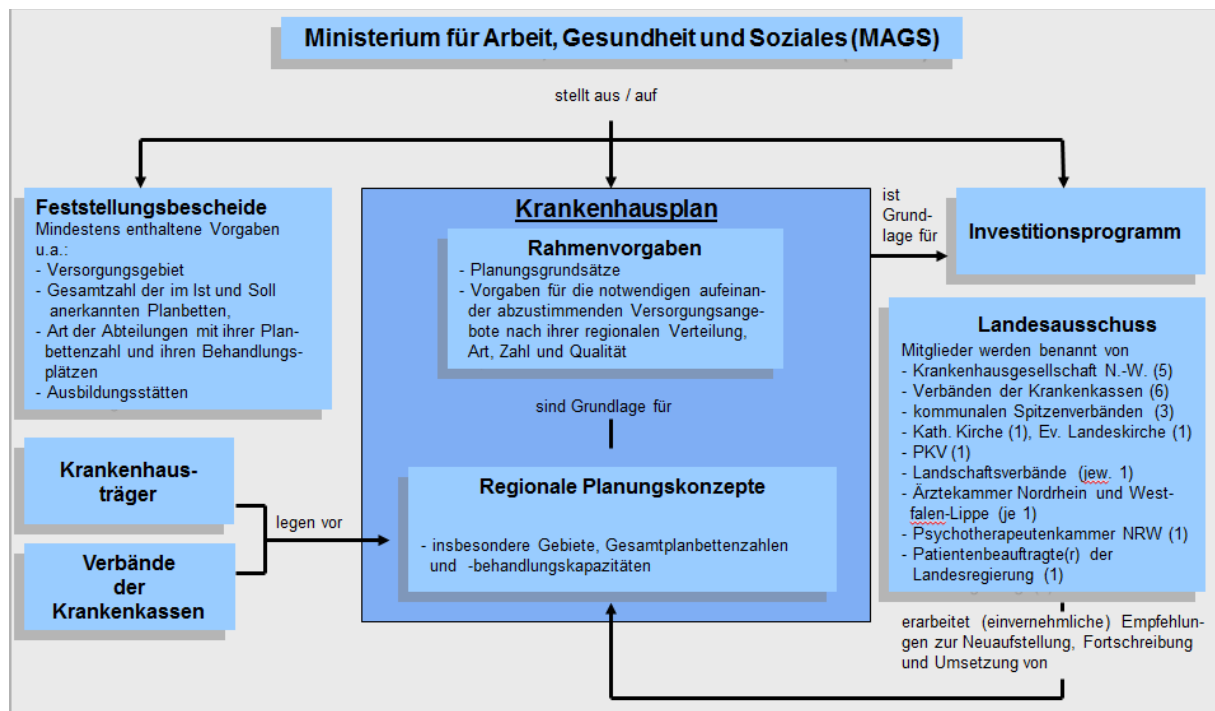 Ministerium für Arbeit, Gesundheit und Soziales (MAGS)
stellt aus / auf
Feststellungsbescheide
Mindestens enthaltene Vorgaben
u.a.:
- Versorgungsgebiet
- Gesamtzahl der im Ist und Soll
anerkannten Planbetten,
- Art der Abteilungen mit ihrer Plan-
bettenzahl und ihren Behandlungs-
plätzen
- Ausbildungsstätten
Krankenhausplan
Rahmenvorgaben
- Planungsgrundsätze
- Vorgaben für die notwendigen aufeinan-
der abzustimmenden Versorgungsange-
bote nach ihrer regionalen Verteilung,
Art, Zahl und Qualität
sind Grundlage für
Regionale Planungskonzepte
- insbesondere Gebiete, Gesamtplanbettenzahlen
und -behandlungskapazitäten
ist
Grund-
lage für
Investitionsprogramm
Landesausschuss
Mitglieder werden benannt von
- Krankenhausgesellschaft N.-W. (5)
- Verbänden der Krankenkassen (6)
- kommunalen Spitzenverbänden (3)
- Kath. Kirche (1), Ev. Landeskirche (1)
- PKV (1)
- Landschaftsverbände (jew. 1)
- Ärztekammer Nordrhein und West-
falen-Lippe (je 1)
- Psychotherapeutenkammer NRW (1)
- Patientenbeauftragte(r) der
Landesregierung (1)
erarbeitet (einvernehmliche) Empfehlun-
gen zur Neuaufstellung, Fortschreibung
und Umsetzung von
Krankenhaus-
träger
legen vor
Verbände
der
Krankenkassen